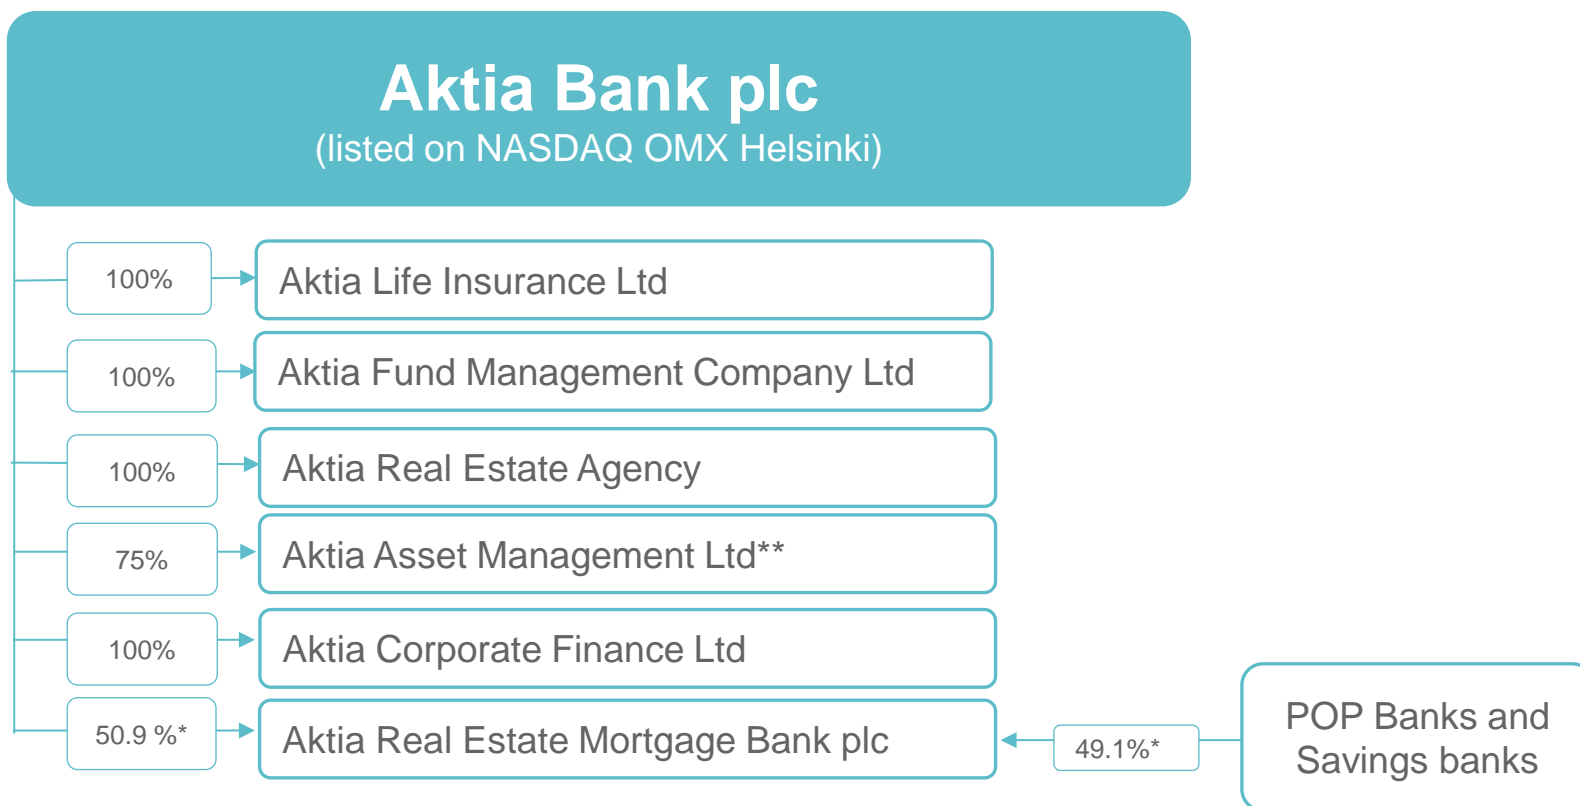 Aktia Bank plc
(listed on NASDAQ OMX Helsinki)
100%
Aktia Life Insurance Ltd
100%
Aktia Fund Management Company Ltd
100%
Aktia Real Estate Agency
75%
Aktia Asset Management Ltd**
100%
Aktia Corporate Finance Ltd
50.9 %*
Aktia Real Estate Mortgage Bank plc
49.1%*
POP Banks and
Savings banks